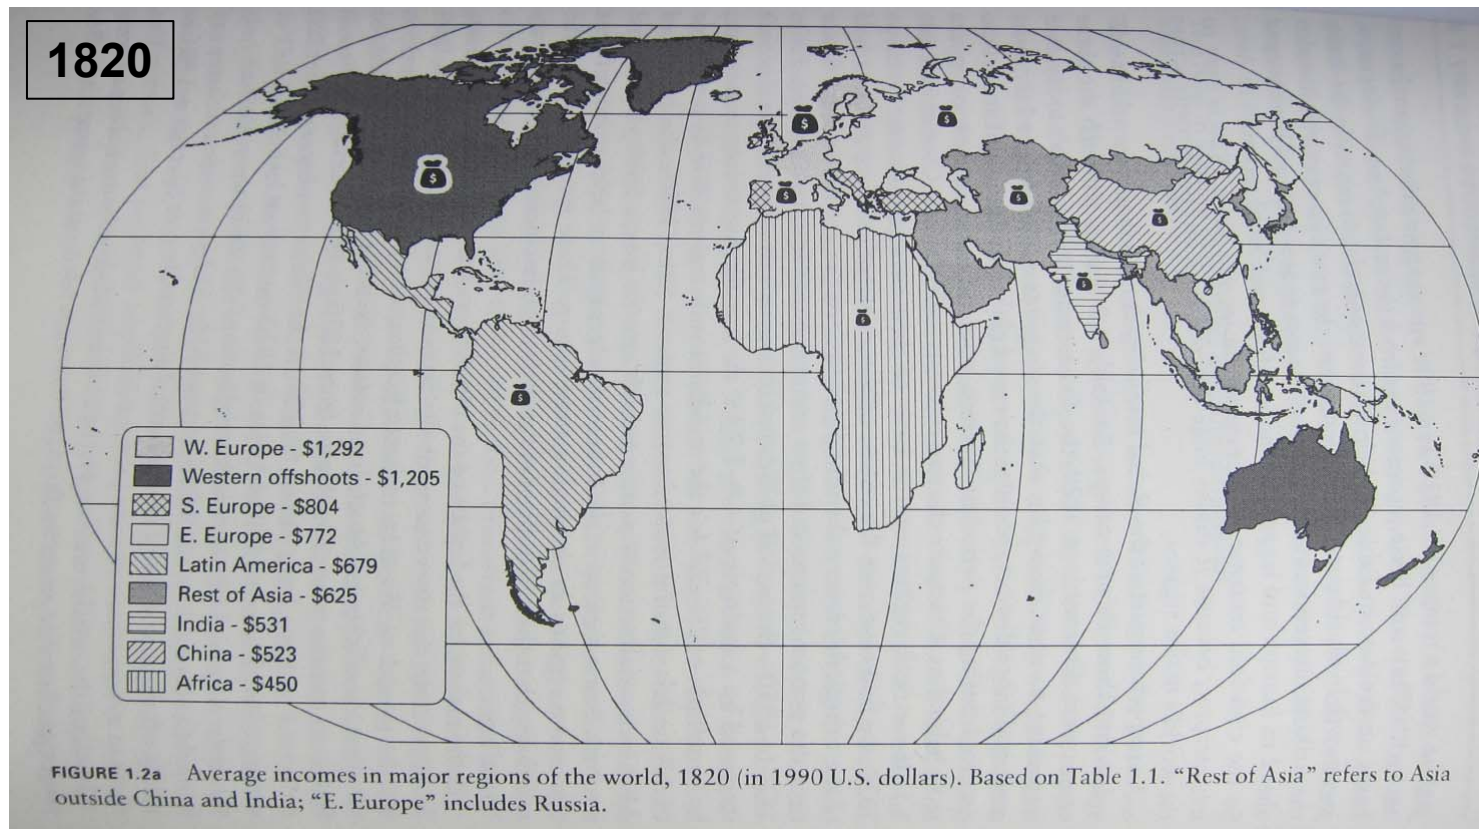 1820
W. Europe - $1,292
Western offshoots - $1,205
S. Europe - $804
E. Europe - $772
Latin America - $679
Rest of Asia - $625
India - $531
China - $523
Africa - $450
FIGURE 1.2a Average incomes in major regions of the world, 1820 (in 1990 U.S. dollars). Based on Table 1.1. “Rest of Asia” refers to Asia
outside China and India; “E. Europe” includes Russia.
$
$
$
$
$
$
$
$
$